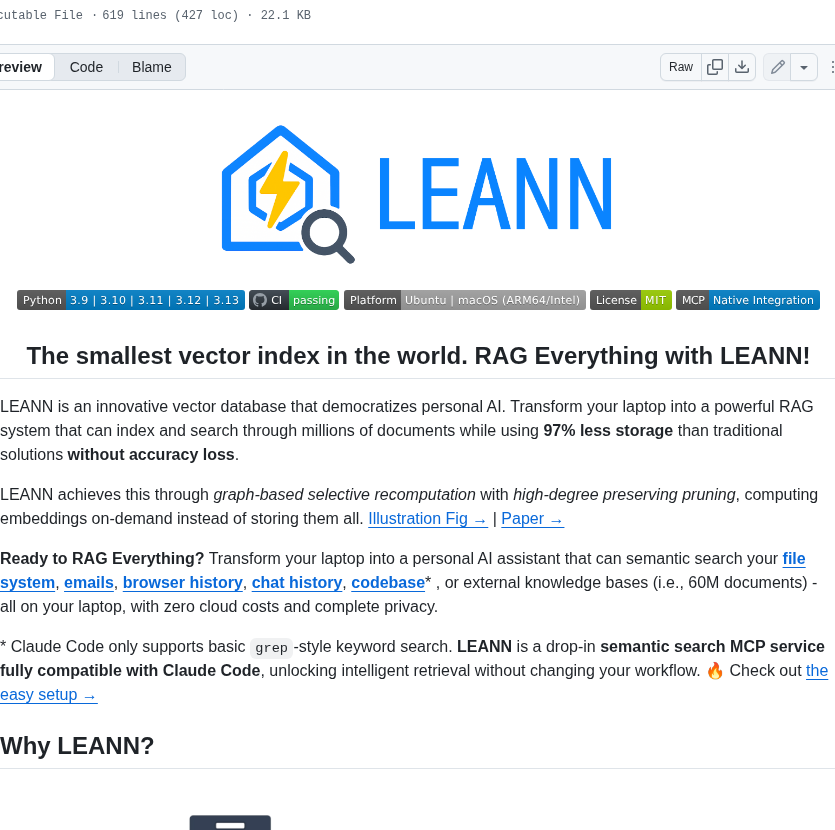 cutable File · 619 lines (427 loc) · 22.1 KB
review Code Blame Raw
LEANN
Python 3.9 | 3.10 | 3.11 | 3.12 | 3.13 CI passing Platform Ubuntu | macOS (ARM64/Intel) License MIT MCP Native Integration
The smallest vector index in the world. RAG Everything with LEANN!
LEANN is an innovative vector database that democratizes personal AI. Transform your laptop into a powerful RAG
system that can index and search through millions of documents while using 97% less storage than traditional
solutions without accuracy loss.
LEANN achieves this through graph-based selective recomputation with high-degree preserving pruning, computing
embeddings on-demand instead of storing them all. Illustration Fig → | Paper →
Ready to RAG Everything? Transform your laptop into a personal AI assistant that can semantic search your file
system, emails, browser history, chat history, codebase* , or external knowledge bases (i.e., 60M documents) -
all on your laptop, with zero cloud costs and complete privacy.
* Claude Code only supports basic grep-style keyword search. LEANN is a drop-in semantic search MCP service
fully compatible with Claude Code, unlocking intelligent retrieval without changing your workflow. 🔥 Check out the
easy setup →
Why LEANN?